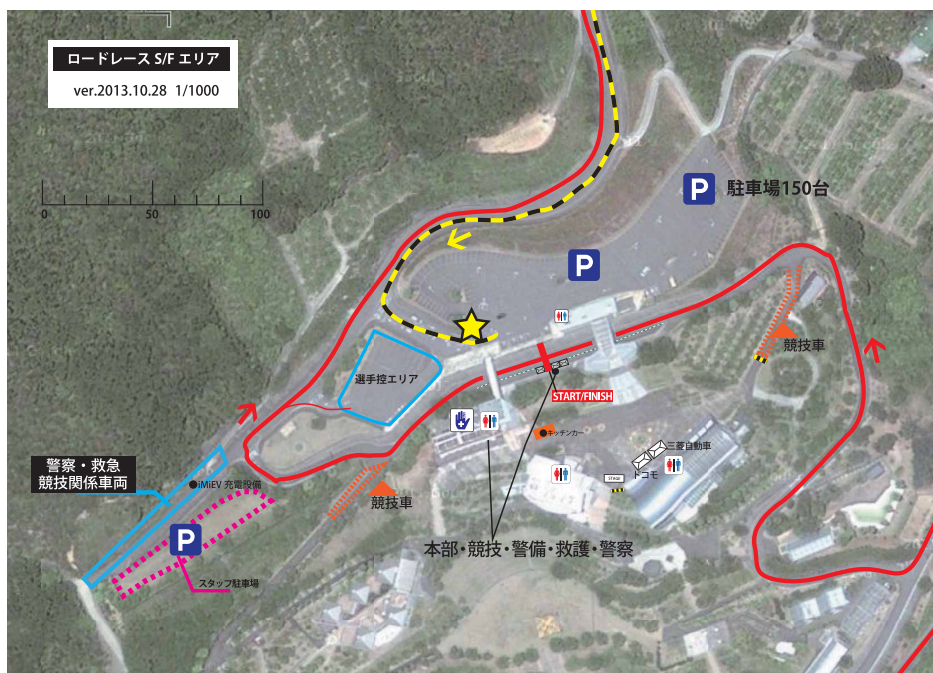 ロードレース S/F エリア
ver.2013.10.28 1/1000
0 50 100
P 駐車場150台
P
競技車
選手控エリア
START/FINISH
キッチンカー
三菱自動車
ドコモ
STAGE
警察・救急
競技関係車両
iMiEV 充電設備
競技車
P
本部・競技・警備・救護・警察
スタッフ駐車場